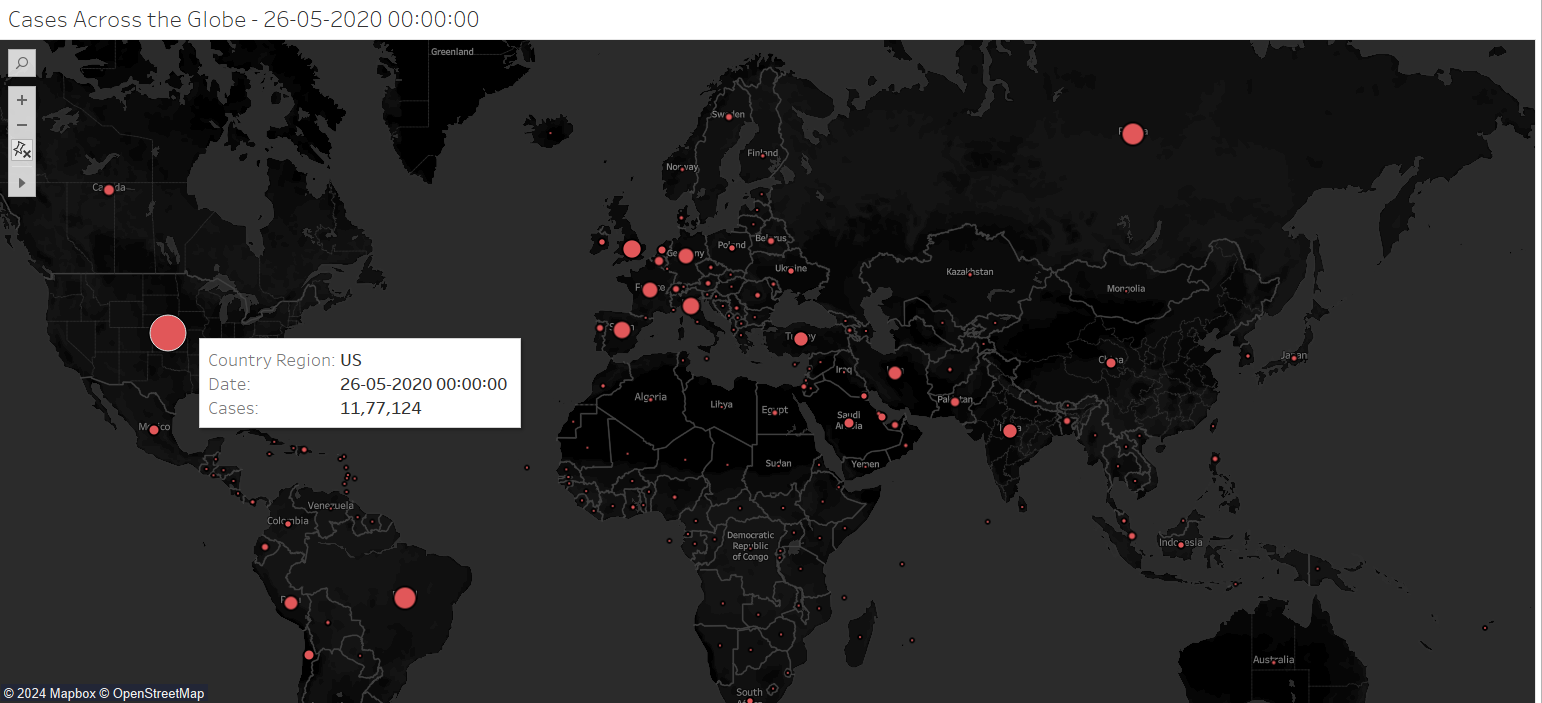 Cases Across the Globe - 26-05-2020 00:00:00
Greenland
Sweden
Finland
Norway
Canada
Poland
Belarus
Germany
Ukraine
Kazakhstan
Mongolia
France
Spain
Turkey
China
Japan
Iraq
Country Region: US
Date: 26-05-2020 00:00:00
Cases: 11,77,124
Algeria
Libya
Egypt
Pakistan
Saudi
Arabia
Mexico
India
Sudan
Yemen
Venezuela
Colombia
Democratic
Republic
of Congo
Indonesia
Peru
Australia
South
Africa
© 2024 Mapbox © OpenStreetMap